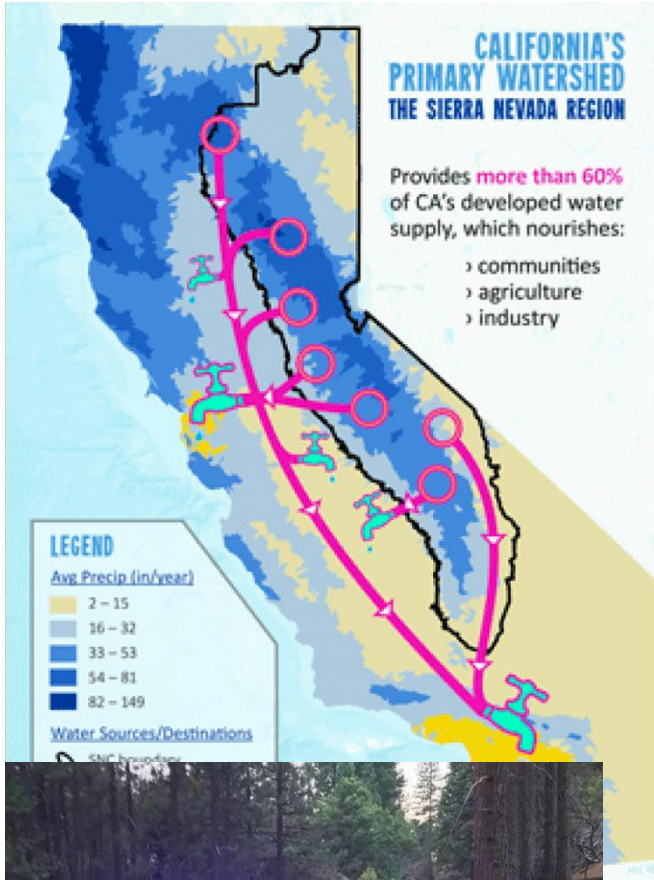 CALIFORNIA'S
PRIMARY WATERSHED
THE SIERRA NEVADA REGION
Provides more than 60%
of CA's developed water
supply, which nourishes:
› communities
› agriculture
› industry
LEGEND
Avg Precip (in/year)
2 – 15
16 – 32
33 – 53
54 – 81
82 – 149
Water Sources/Destinations
SNC boundary